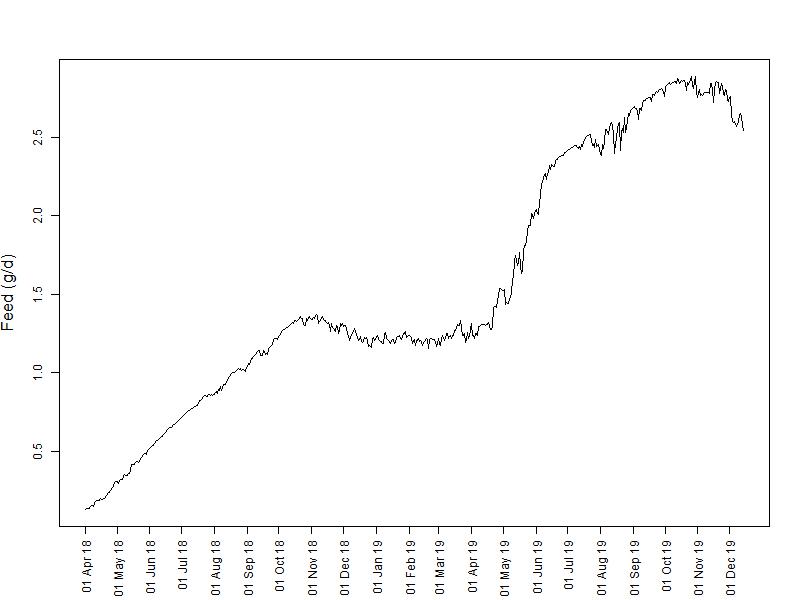 Feed (g/d)
2.5
2.0
1.5
1.0
0.5
01 Apr 18
01 May 18
01 Jun 18
01 Jul 18
01 Aug 18
01 Sep 18
01 Oct 18
01 Nov 18
01 Dec 18
01 Jan 19
01 Feb 19
01 Mar 19
01 Apr 19
01 May 19
01 Jun 19
01 Jul 19
01 Aug 19
01 Sep 19
01 Oct 19
01 Nov 19
01 Dec 19